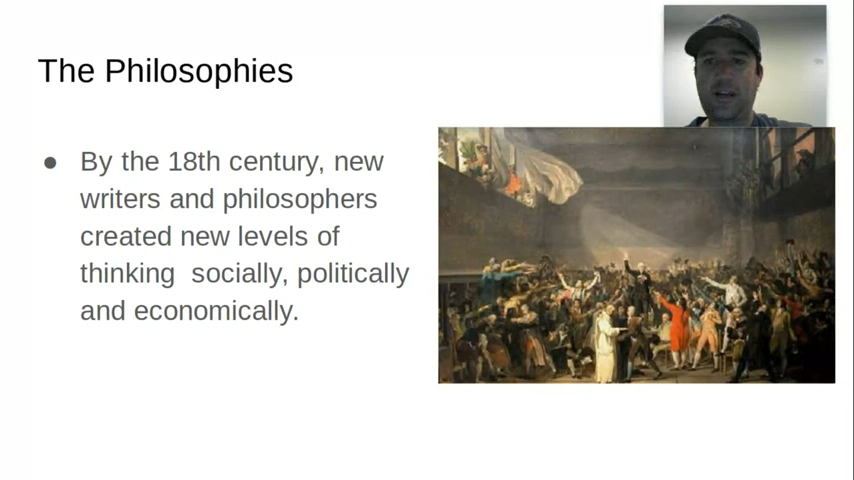 The Philosophies
● By the 18th century, new
writers and philosophers
created new levels of
thinking  socially, politically
and economically.